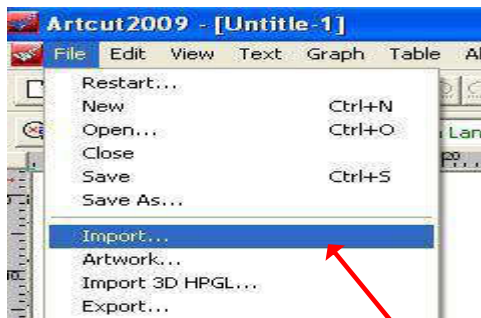 Artcut2009 - [Untitle-1]
File Edit View Text Graph Table
Restart...
New Ctrl+N
Open... Ctrl+O
Lan
Close
Save Ctrl+S
Save As...
Import...
Artwork...
Import 3D HPGL...
Export...